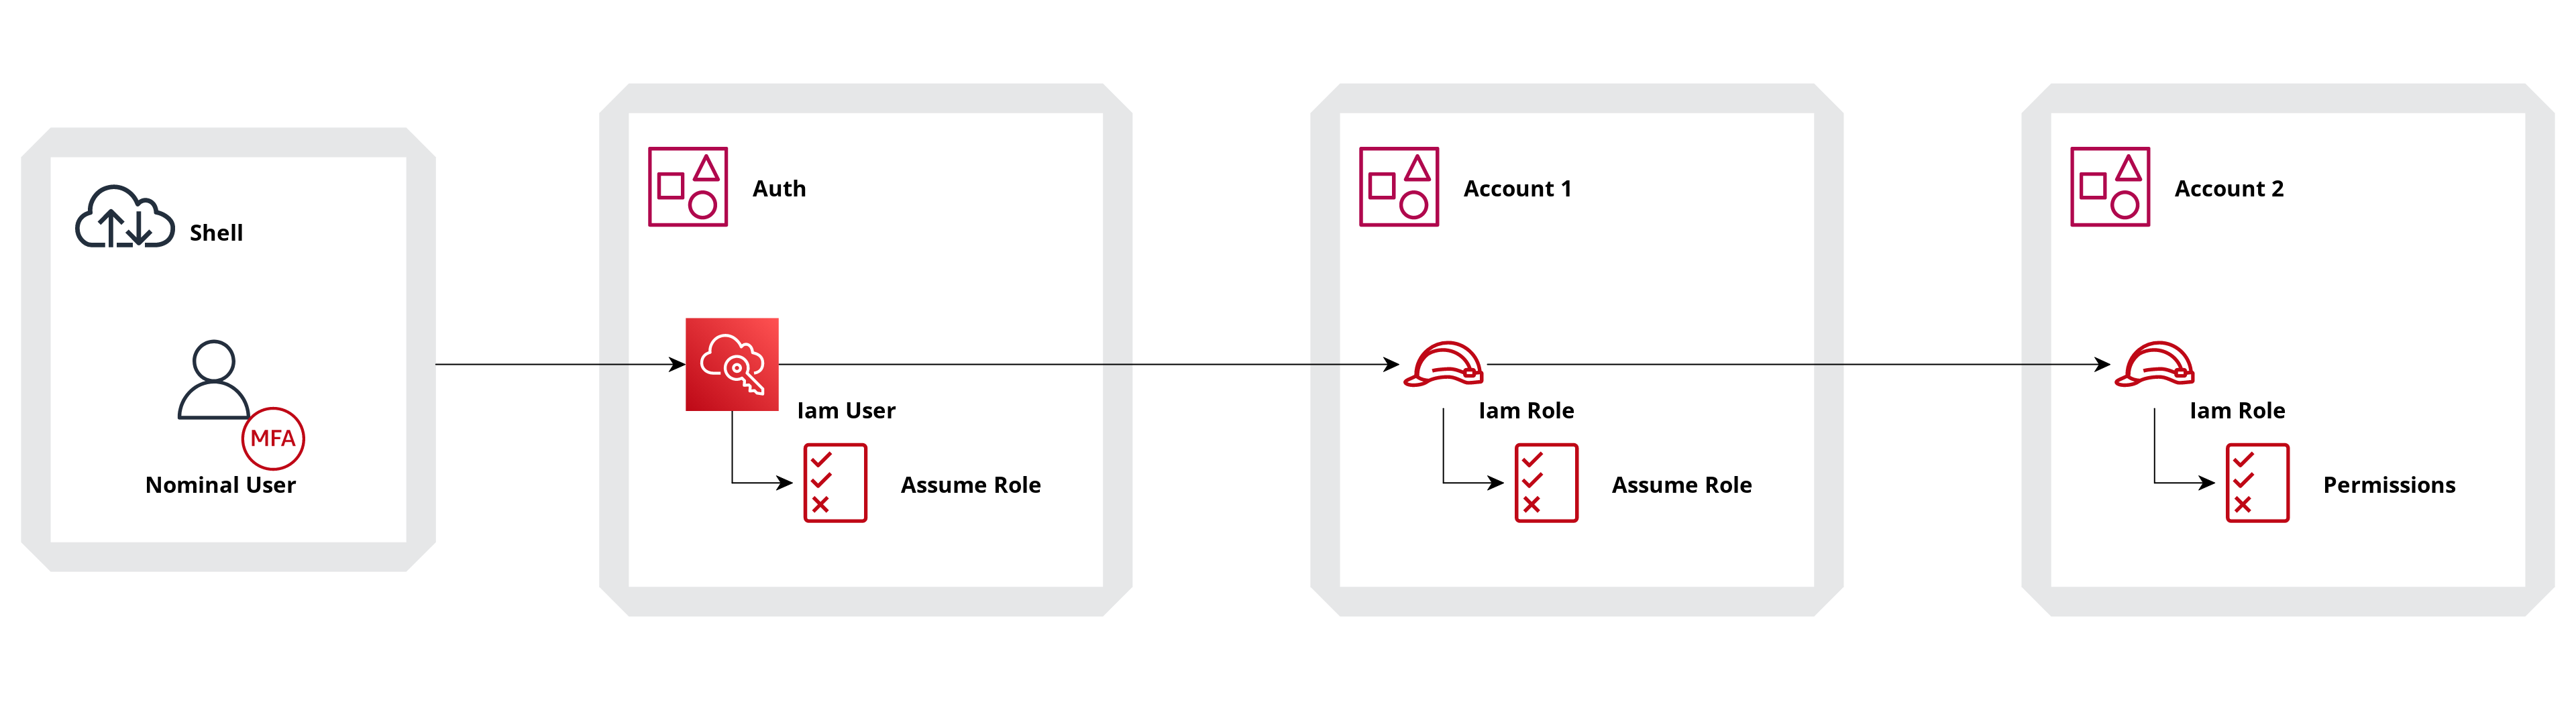 Shell
MFA
Nominal User
Auth
Iam User
Assume Role
Account 1
Iam Role
Assume Role
Account 2
Iam Role
Permissions